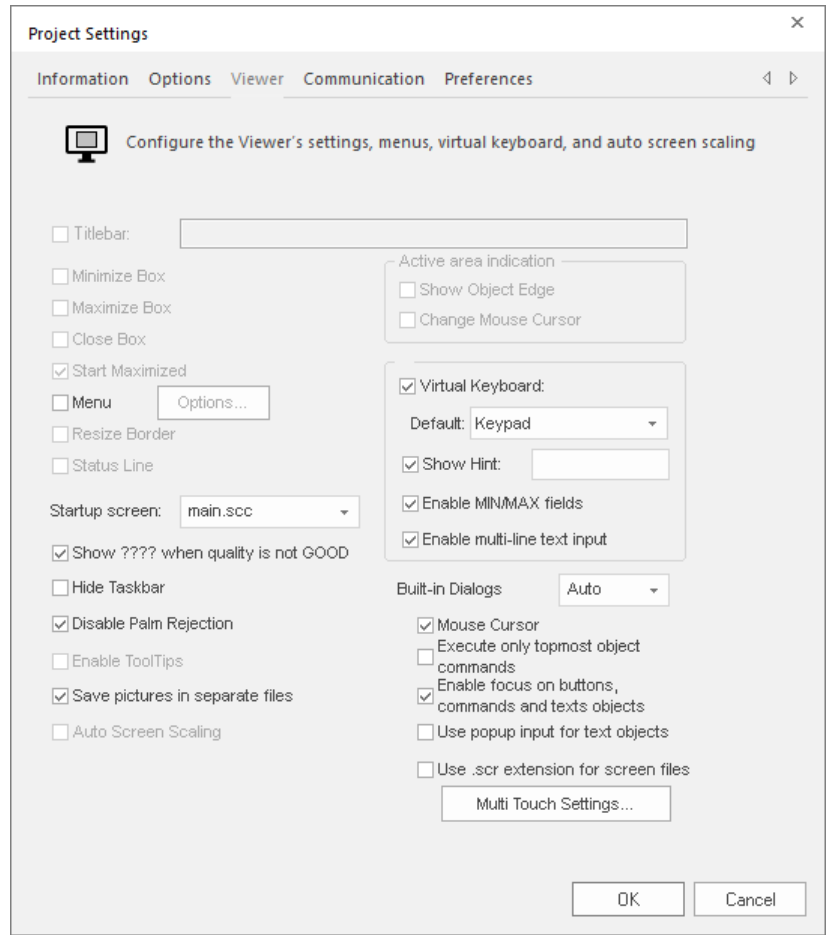 Project Settings
Information Options Viewer Communication Preferences
Configure the Viewer's settings, menus, virtual keyboard, and auto screen scaling
Titlebar:
Minimize Box
Maximize Box
Close Box
Start Maximized
Menu Options...
Resize Border
Status Line
Startup screen: main.scc
Show ???? when quality is not GOOD
Hide Taskbar
Disable Palm Rejection
Enable ToolTips
Save pictures in separate files
Auto Screen Scaling
Active area indication
Show Object Edge
Change Mouse Cursor
Virtual Keyboard:
Default: Keypad
Show Hint:
Enable MIN/MAX fields
Enable multi-line text input
Built-in Dialogs Auto
Mouse Cursor
Execute only topmost object
commands
Enable focus on buttons,
commands and texts objects
Use popup input for text objects
Use .scr extension for screen files
Multi Touch Settings...
OK Cancel